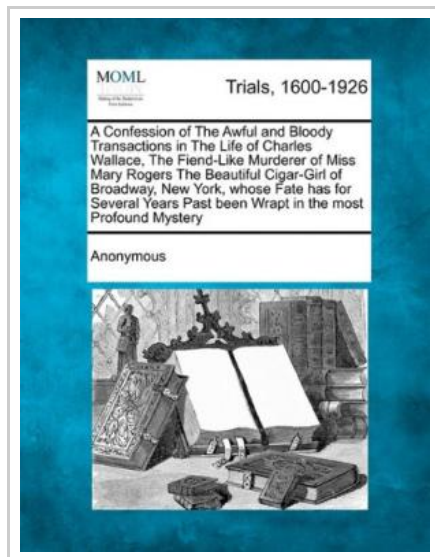 MOML
Trials, 1600-1926
A Confession of The Awful and Bloody
Transactions in The Life of Charles
Wallace, The Fiend-Like Murderer of Miss
Mary Rogers The Beautiful Cigar-Girl of
Broadway, New York, whose Fate has for
Several Years Past been Wrapt in the most
Profound Mystery
Anonymous